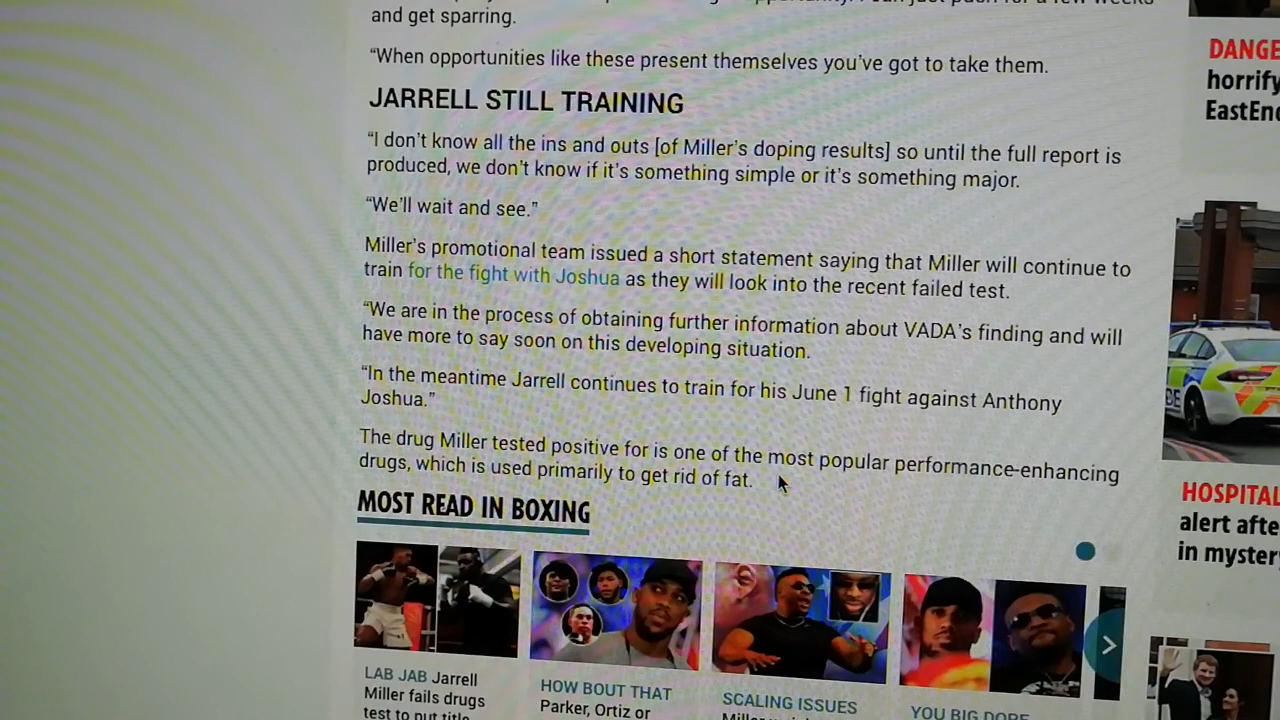 and get sparring.
“When opportunities like these present themselves you’ve got to take them.
JARRELL STILL TRAINING
“I don’t know all the ins and outs [of Miller’s doping results] so until the full report is
produced, we don’t know if it’s something simple or it’s something major.
“We’ll wait and see.”
Miller’s promotional team issued a short statement saying that Miller will continue to
train for the fight with Joshua as they will look into the recent failed test.
“We are in the process of obtaining further information about VADA’s finding and will
have more to say soon on this developing situation.
“In the meantime Jarrell continues to train for his June 1 fight against Anthony
Joshua.”
The drug Miller tested positive for is one of the most popular performance-enhancing
drugs, which is used primarily to get rid of fat.
MOST READ IN BOXING
LAB JAB Jarrell
Miller fails drugs
test to put title
HOW BOUT THAT
Parker, Ortiz or
SCALING ISSUES
YOU BIG DOPE
DANGE
horrify
EastEnd
HOSPITAL
alert afte
in myster